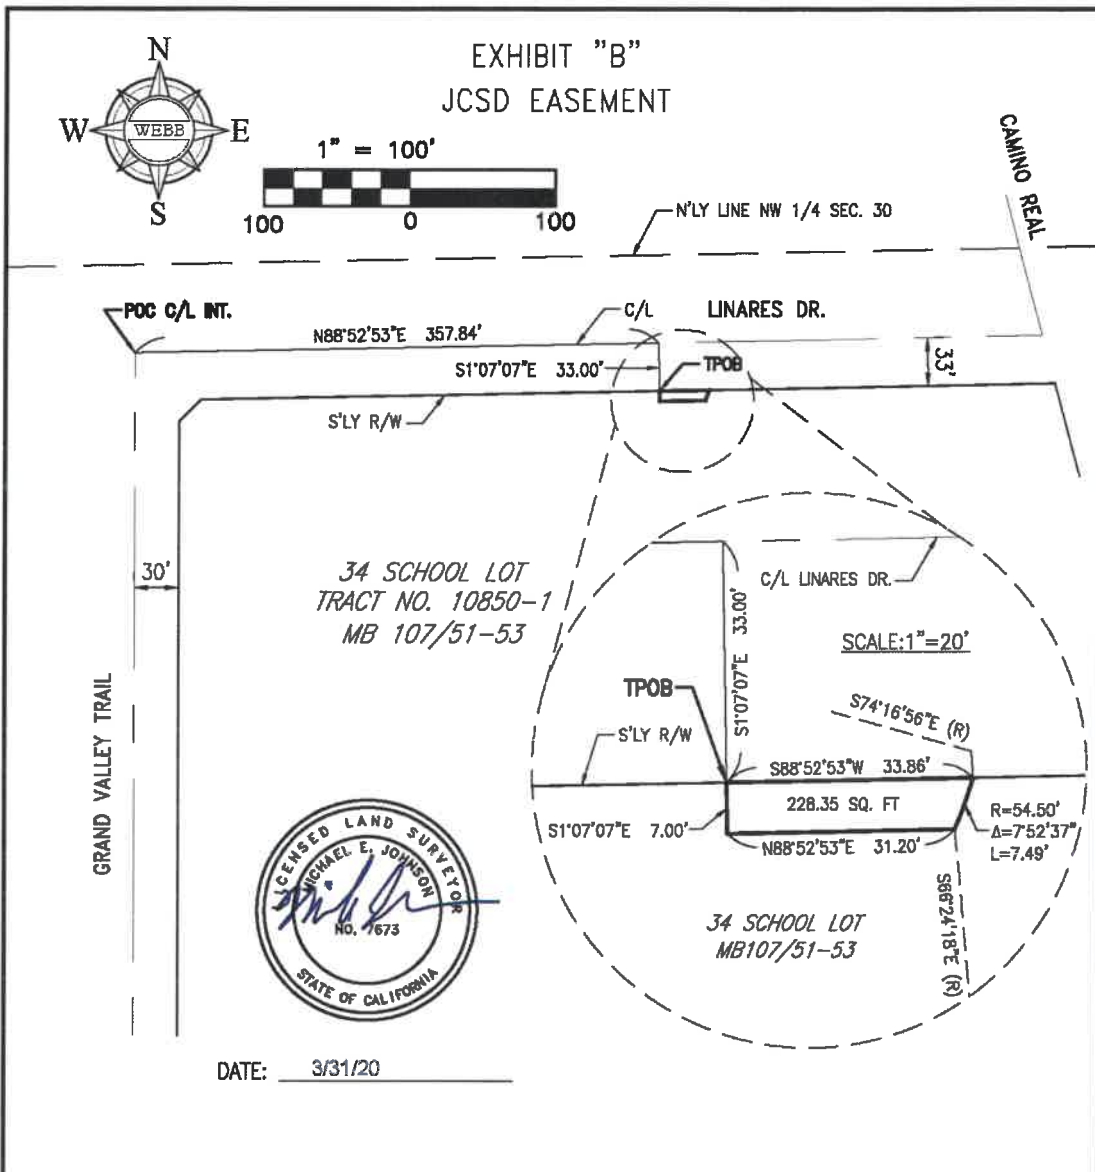 EXHIBIT "B"
JCSD EASEMENT
N
W WEBB E
S
1" = 100'
100 0 100
CAMINO REAL
N'LY LINE NW 1/4 SEC. 30
POC C/L INT.
C/L
LINARES DR.
N88°52'53"E 357.84'
S1°07'07"E 33.00'
TPOB
33'
S'LY R/W
30'
34 SCHOOL LOT
TRACT NO. 10850-1
MB 107/51-53
GRAND VALLEY TRAIL
C/L LINARES DR.
S1°07'07"E 33.00'
SCALE:1"=20'
TPOB
S74°16'56"E (R)
S'LY R/W
S88°52'53"W 33.86'
228.35 SQ. FT
S1°07'07"E 7.00'
R=54.50'
Δ=7°52'37"
L=7.49'
N88°52'53"E 31.20'
S66°24'18"E (R)
34 SCHOOL LOT
MB107/51-53
LICENSED LAND SURVEYOR
MICHAEL E. JOHNSON
NO. 7673
STATE OF CALIFORNIA
DATE: 3/31/20